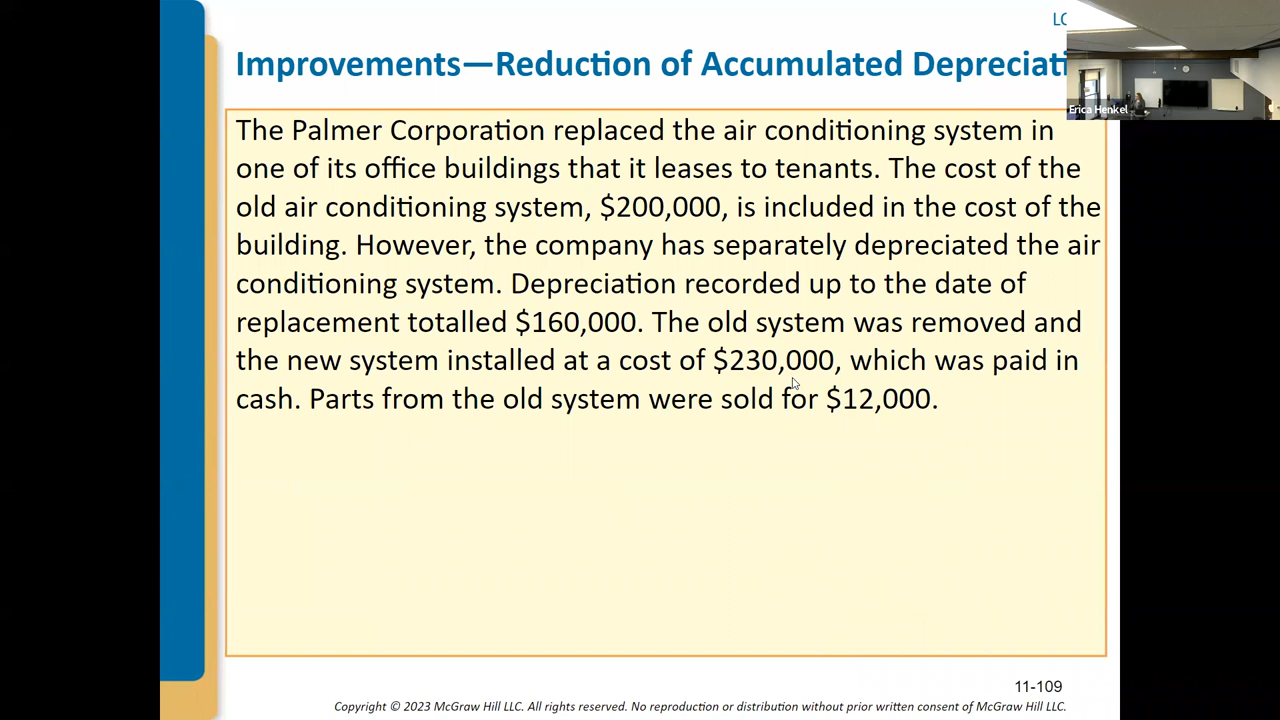 LO
Improvements—Reduction of Accumulated Depreciati
Erica Henkel
The Palmer Corporation replaced the air conditioning system in
one of its office buildings that it leases to tenants. The cost of the
old air conditioning system, $200,000, is included in the cost of the
building. However, the company has separately depreciated the air
conditioning system. Depreciation recorded up to the date of
replacement totalled $160,000. The old system was removed and
the new system installed at a cost of $230,000, which was paid in
cash. Parts from the old system were sold for $12,000.
11-109
Copyright © 2023 McGraw Hill LLC. All rights reserved. No reproduction or distribution without prior written consent of McGraw Hill LLC.